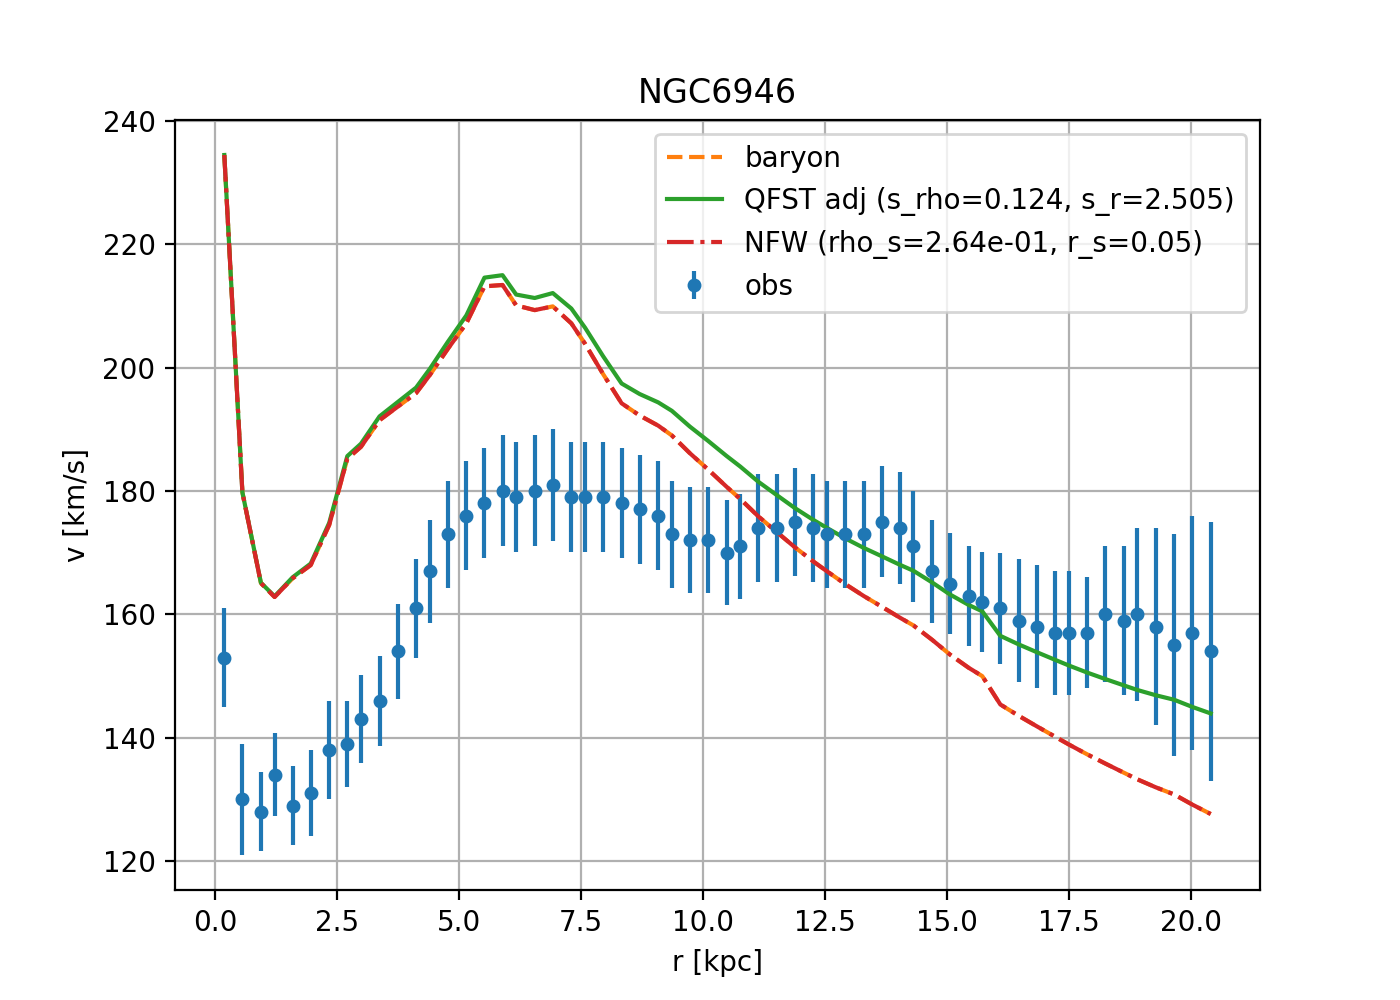 NGC6946
240
220
200
180
160
140
120
v [km/s]
baryon
QFST adj (s_rho=0.124, s_r=2.505)
NFW (rho_s=2.64e-01, r_s=0.05)
obs
0.0 2.5 5.0 7.5 10.0 12.5 15.0 17.5 20.0
r [kpc]